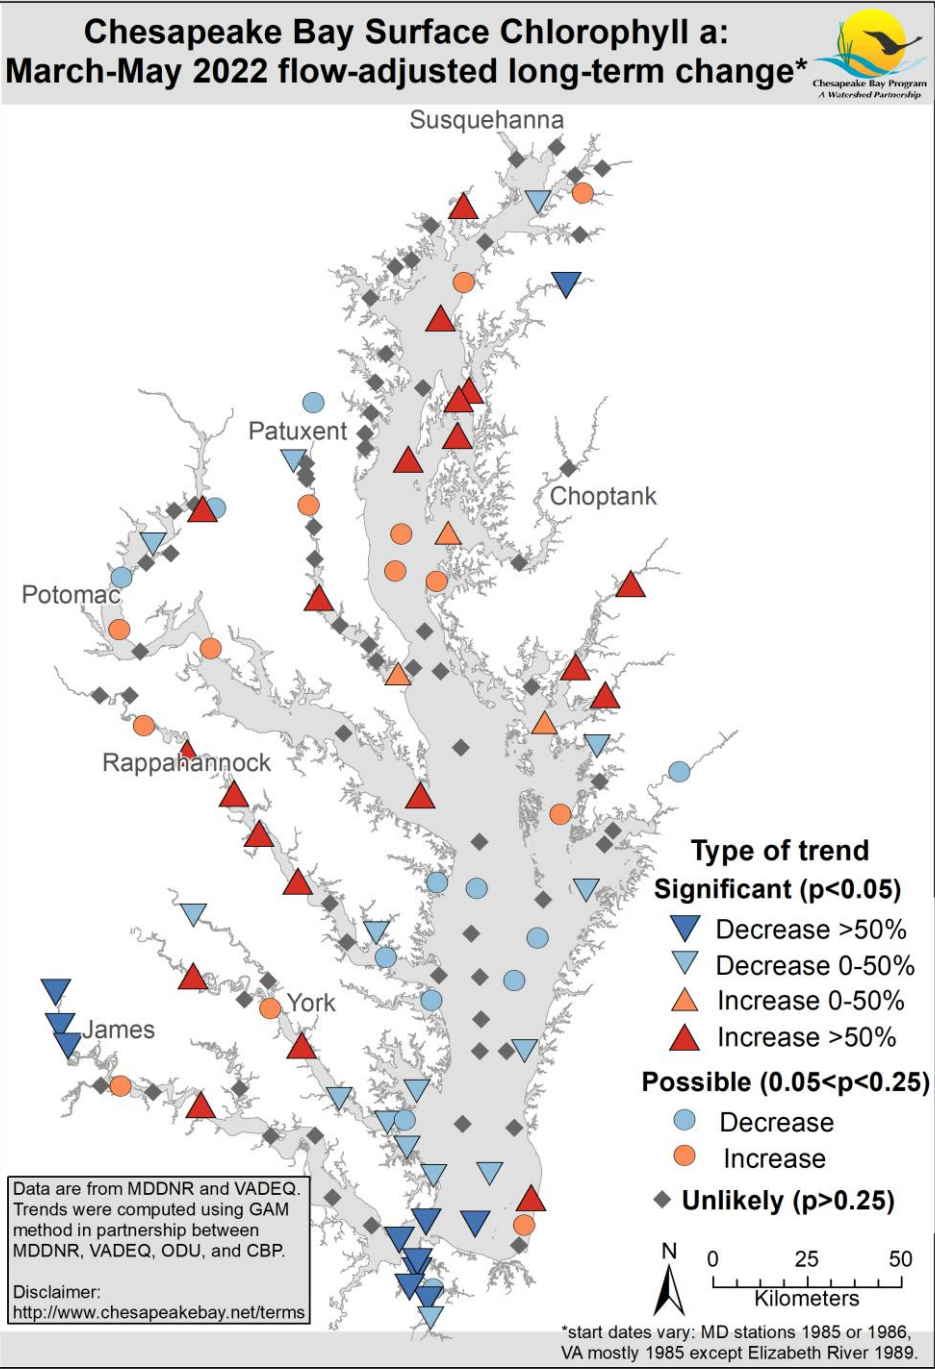 Chesapeake Bay Surface Chlorophyll a:
March-May 2022 flow-adjusted long-term change*
Chesapeake Bay Program
A Watershed Partnership
Susquehanna
Patuxent
Choptank
Potomac
Rappahannock
York
James
Type of trend
Significant (p<0.05)
Decrease >50%
Decrease 0-50%
Increase 0-50%
Increase >50%
Possible (0.05<p<0.25)
Decrease
Increase
Unlikely (p>0.25)
Data are from MDDNR and VADEQ.
Trends were computed using GAM
method in partnership between
MDDNR, VADEQ, ODU, and CBP.
Disclaimer:
http://www.chesapeakebay.net/terms
N
0 25 50
Kilometers
*start dates vary: MD stations 1985 or 1986,
VA mostly 1985 except Elizabeth River 1989.